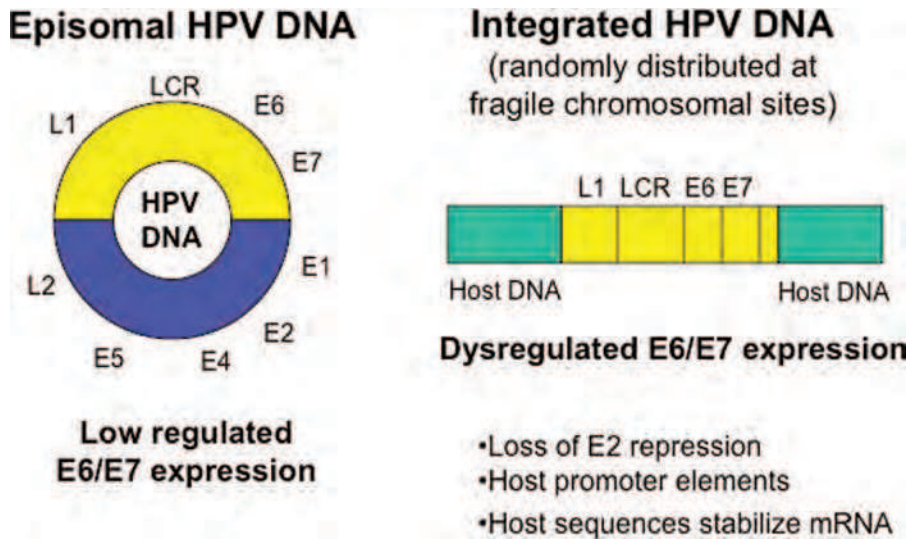 Episomal HPV DNA
LCR
E6
L1
E7
HPV
DNA
E1
L2
E2
E5
E4
Low regulated
E6/E7 expression
Integrated HPV DNA
(randomly distributed at
fragile chromosomal sites)
L1 LCR E6 E7
Host DNA Host DNA
Dysregulated E6/E7 expression
•Loss of E2 repression
•Host promoter elements
•Host sequences stabilize mRNA